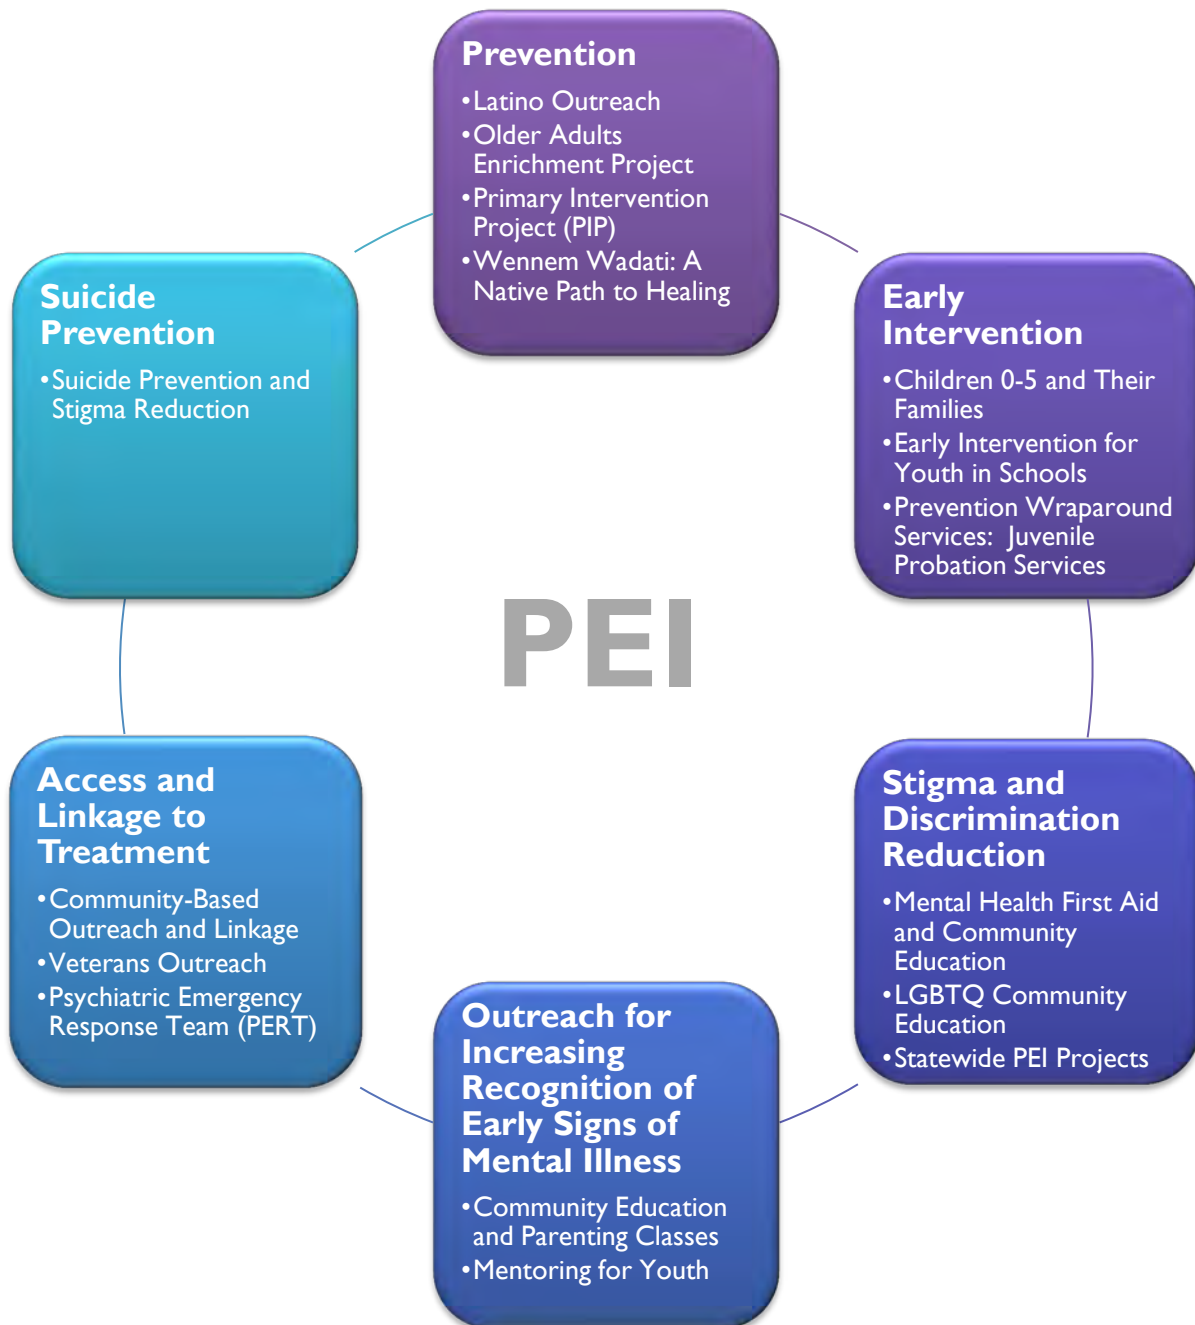 Prevention
•Latino Outreach
•Older Adults
Enrichment Project
•Primary Intervention
Project (PIP)
•Wennem Wadati: A
Native Path to Healing
Early
Intervention
•Children 0-5 and Their
Families
•Early Intervention for
Youth in Schools
•Prevention Wraparound
Services: Juvenile
Probation Services
Stigma and
Discrimination
Reduction
•Mental Health First Aid
and Community
Education
•LGBTQ Community
Education
•Statewide PEI Projects
Outreach for
Increasing
Recognition of
Early Signs of
Mental Illness
•Community Education
and Parenting Classes
•Mentoring for Youth
Access and
Linkage to
Treatment
•Community-Based
Outreach and Linkage
•Veterans Outreach
•Psychiatric Emergency
Response Team (PERT)
Suicide
Prevention
•Suicide Prevention and
Stigma Reduction
PEI